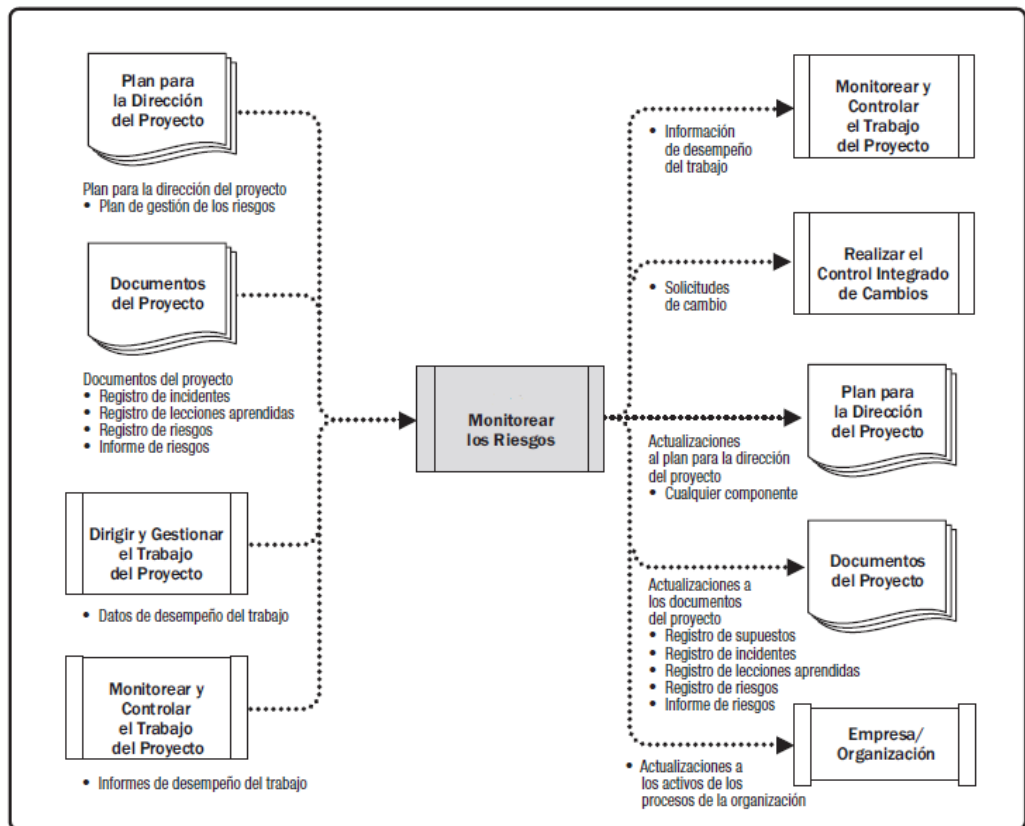 Plan para
la Dirección
del Proyecto
Plan para la dirección del proyecto
• Plan de gestión de los riesgos
Documentos
del Proyecto
Documentos del proyecto
• Registro de incidentes
• Registro de lecciones aprendidas
• Registro de riesgos
• Informe de riesgos
Dirigir y Gestionar
el Trabajo
del Proyecto
• Datos de desempeño del trabajo
Monitorear y
Controlar
el Trabajo
del Proyecto
• Informes de desempeño del trabajo
Monitorear
los Riesgos
Monitorear y
Controlar
el Trabajo
del Proyecto
• Información
de desempeño
del trabajo
Realizar el
Control Integrado
de Cambios
• Solicitudes
de cambio
Plan para
la Dirección
del Proyecto
Actualizaciones
al plan para la dirección
del proyecto
• Cualquier componente
Documentos
del Proyecto
Actualizaciones a
los documentos
del proyecto
• Registro de supuestos
• Registro de incidentes
• Registro de lecciones aprendidas
• Registro de riesgos
• Informe de riesgos
Empresa/
Organización
• Actualizaciones a
los activos de los
procesos de la organización